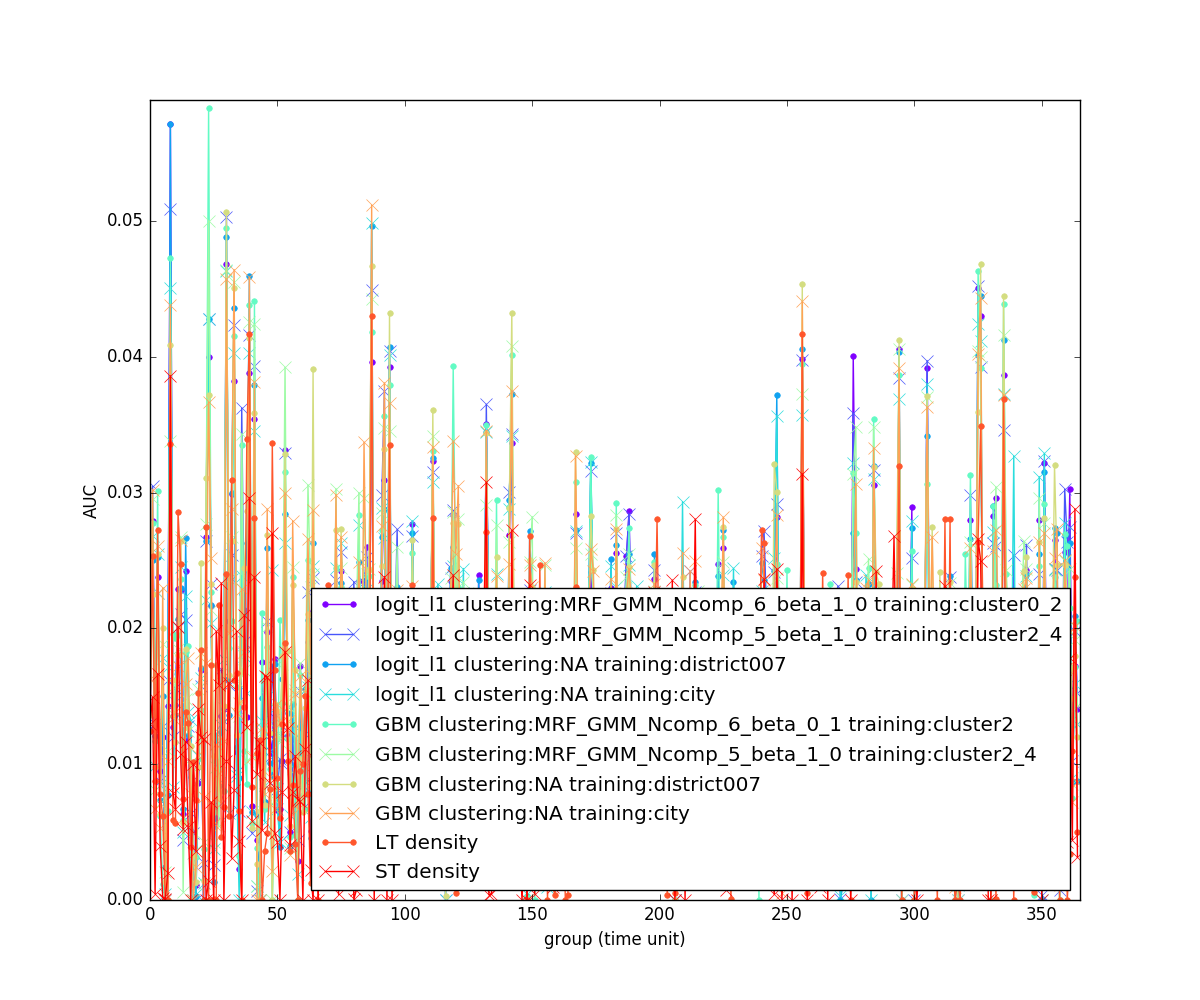 0.05
0.04
0.03
0.02
0.01
0.00
AUC
logit_l1 clustering:MRF_GMM_Ncomp_6_beta_1_0 training:cluster0_2
logit_l1 clustering:MRF_GMM_Ncomp_5_beta_1_0 training:cluster2_4
logit_l1 clustering:NA training:district007
logit_l1 clustering:NA training:city
GBM clustering:MRF_GMM_Ncomp_6_beta_0_1 training:cluster2
GBM clustering:MRF_GMM_Ncomp_5_beta_1_0 training:cluster2_4
GBM clustering:NA training:district007
GBM clustering:NA training:city
LT density
ST density
0 50 100 150 200 250 300 350
group (time unit)